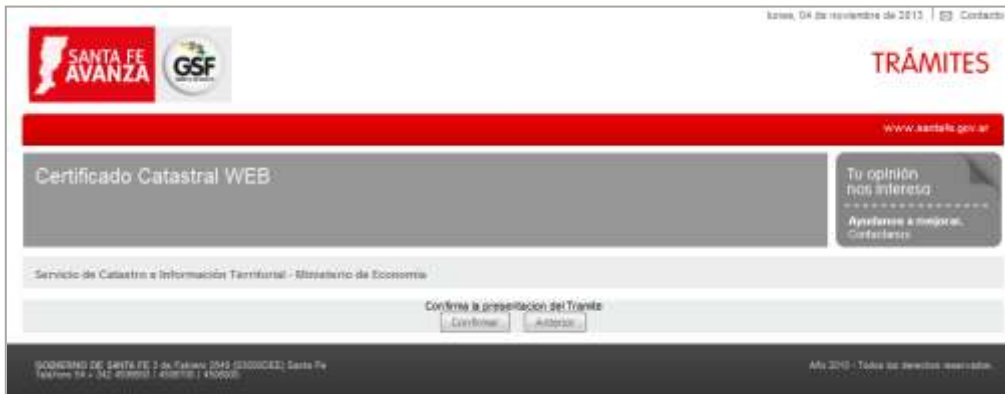 lunes, 04 de noviembre de 2013 | Contacto
SANTA FE
AVANZA
GSF
TRÁMITES
www.santafe.gov.ar
Certificado Catastral WEB
Tu opinión
nos interesa
Ayudanos a mejorar.
Contactanos
Servicio de Catastro e Información Territorial - Ministerio de Economía
Confirma la presentacion del Tramite
Confirmar
Anterior
GOBIERNO DE SANTA FE 3 de Febrero 2649 (S3000DEE) Santa Fe
Año 2010 - Todos los derechos reservados.